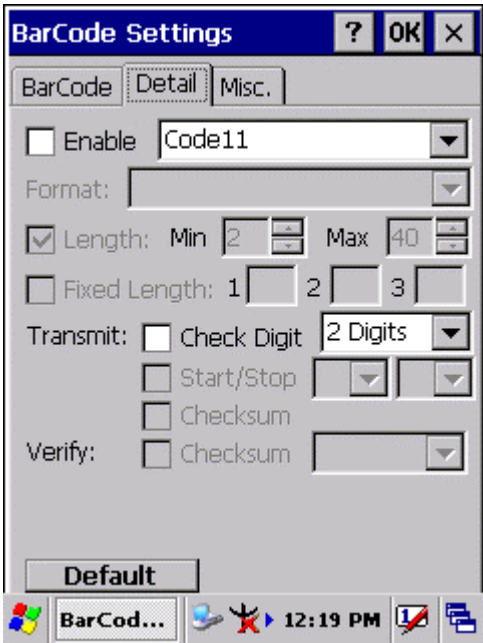 BarCode Settings ? OK ×
BarCode Detail Misc.
Enable Code11
Format:
Length: Min 2 Max 40
Fixed Length: 1 2 3
Transmit: Check Digit 2 Digits
Start/Stop
Checksum
Verify: Checksum
Default
BarCod... 12:19 PM 1